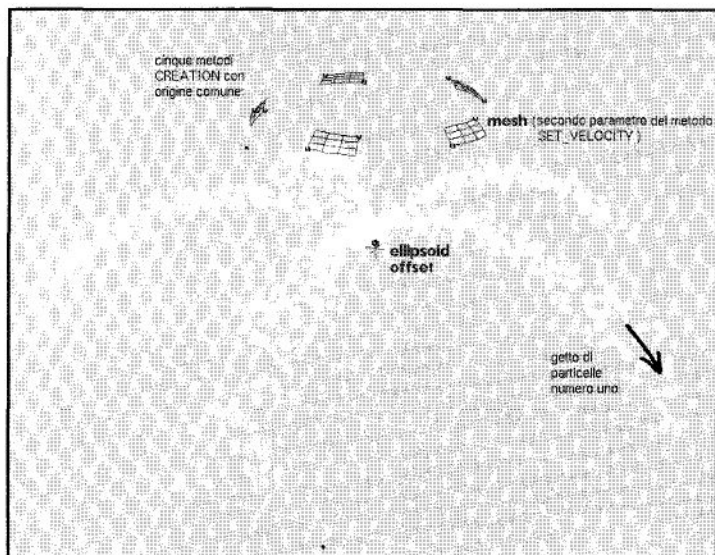 cinque metodi
CREATION con
origine comune
mesh (secondo parametro del metodo
SET_VELOCITY )
ellipsoid
offset
getto di
particelle
numero uno